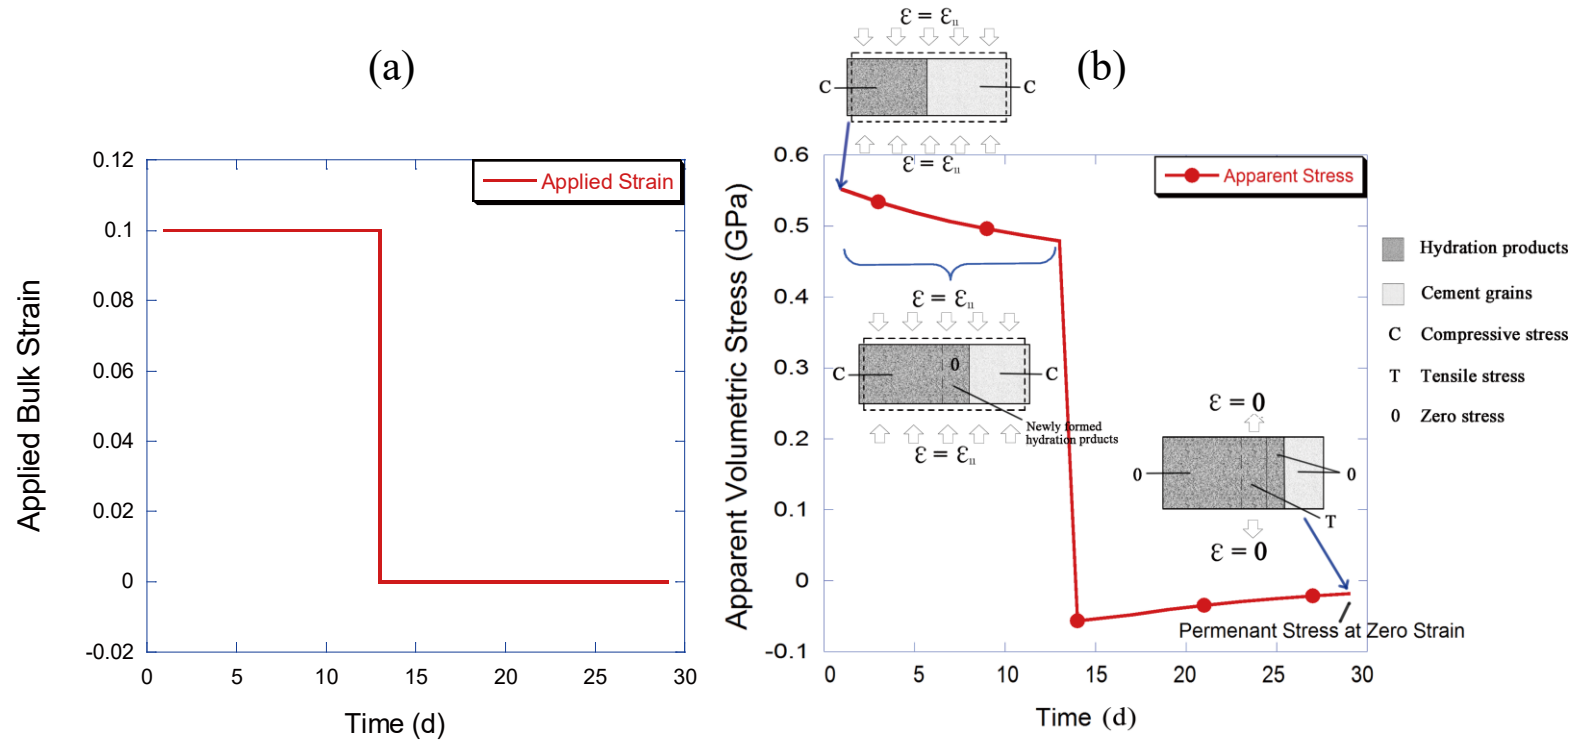 (a)
0.12
0.1
0.08
0.06
0.04
0.02
0
-0.02
0
5
10
15
20
25
30
Applied Strain
Applied Bulk Strain
Time (d)
(b)
ε = ε₁₁
C
C
ε = ε₁₁
0.6
0.5
0.4
0.3
0.2
0.1
0
-0.1
0
5
10
15
20
25
30
Apparent Stress
Apparent Volumetric Stress (GPa)
Time (d)
ε = ε₁₁
C
0
C
Newly formed
hydration prducts
ε = ε₁₁
ε = 0
0
0
T
ε = 0
Permenant Stress at Zero Strain
Hydration products
Cement grains
C Compressive stress
T Tensile stress
0 Zero stress